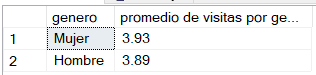 genero promedio de visitas por ge...
1 Mujer 3.93
2 Hombre 3.89